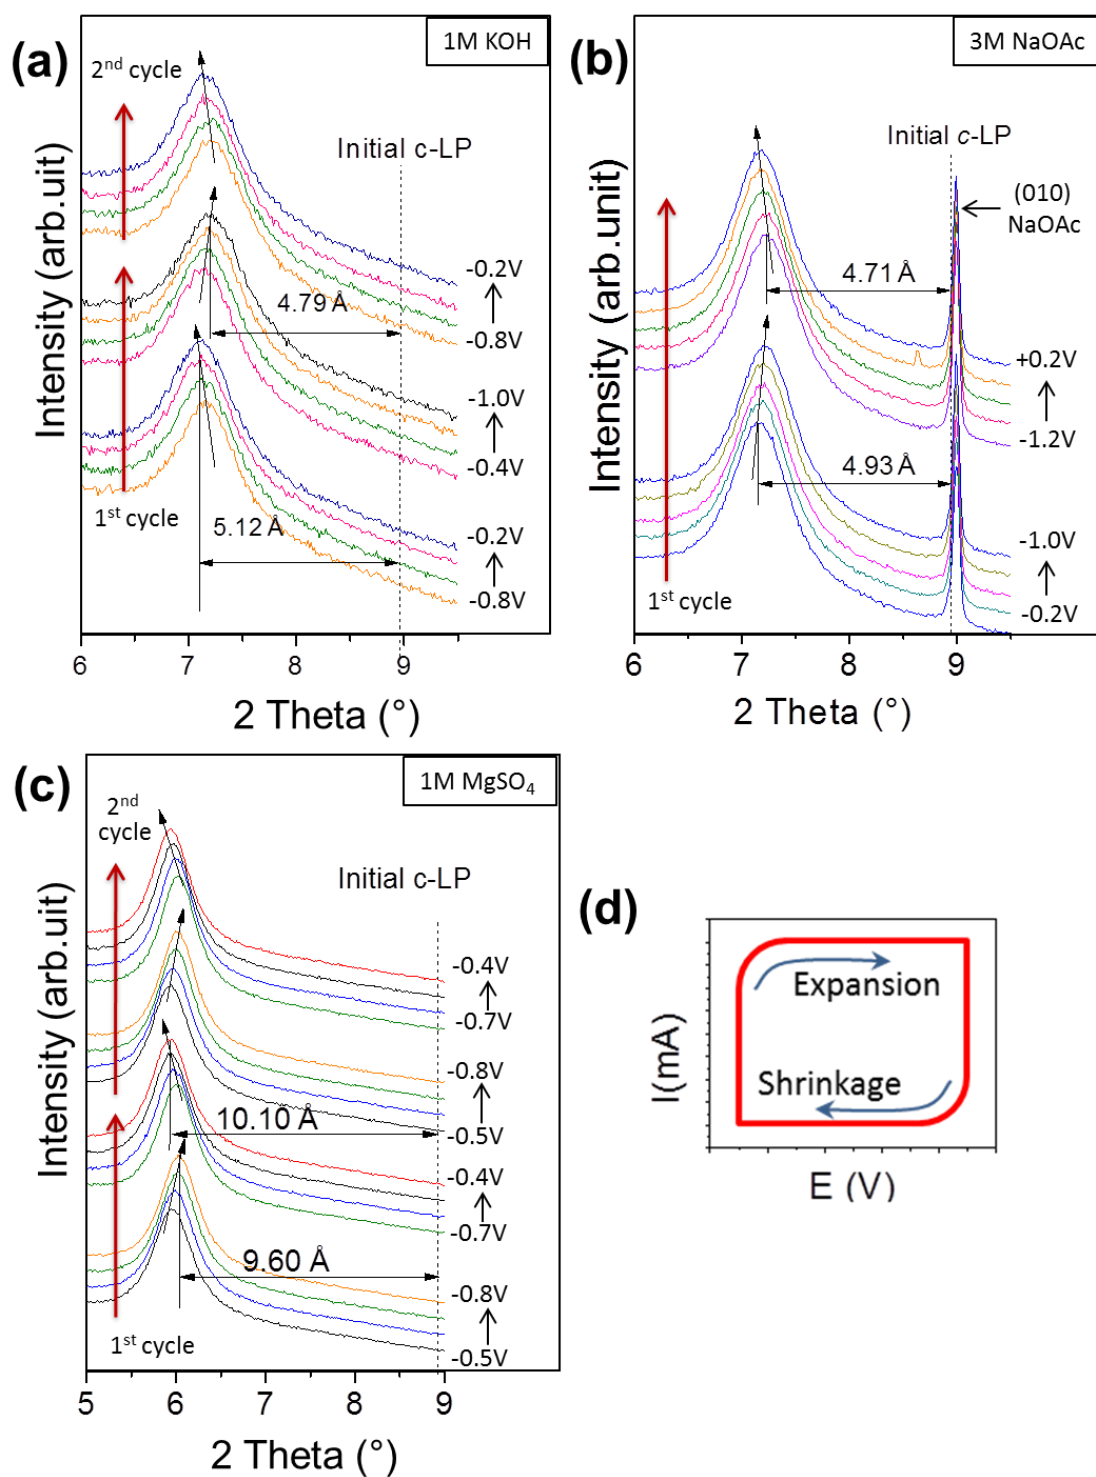 (a)
1M KOH
2nd cycle
Initial c-LP
-0.2V
4.79 Å
-0.8V
-1.0V
-0.4V
1st cycle
5.12 Å
-0.2V
-0.8V
Intensity (arb.uit)
6 7 8 9
2 Theta (°)
(b)
3M NaOAc
Initial c-LP
(010)
NaOAc
4.71 Å
+0.2V
-1.2V
4.93 Å
-1.0V
1st cycle
-0.2V
Intensity (arb.unit)
6 7 8 9
2 Theta (°)
(c)
1M MgSO4
2nd
cycle
Initial c-LP
-0.4V
-0.7V
-0.8V
10.10 Å
-0.5V
-0.4V
-0.7V
9.60 Å
-0.8V
1st cycle
-0.5V
Intensity (arb.uit)
5 6 7 8 9
2 Theta (°)
(d)
Expansion
Shrinkage
I(mA)
E (V)